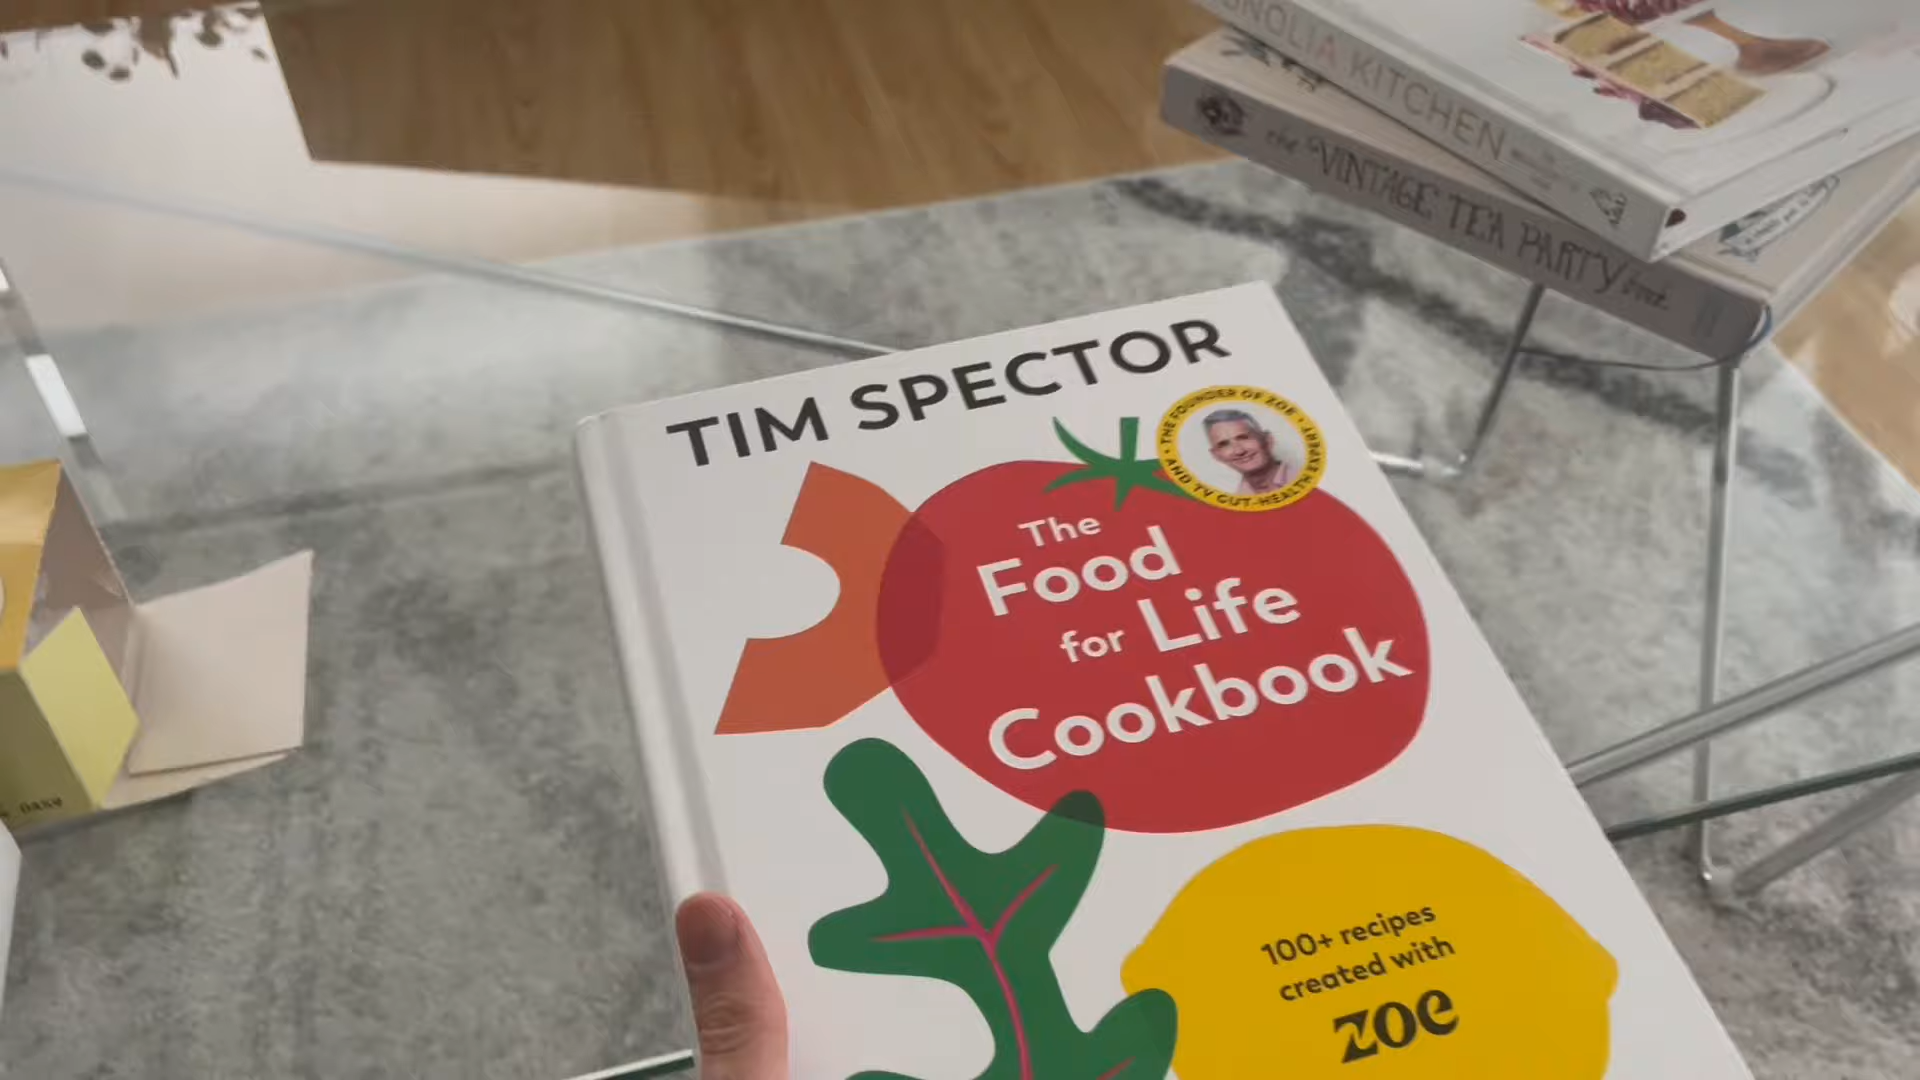 TIM SPECTOR
THE FOUNDER OF ZOE
AND TV GUT-HEALTH EXPERT
The
Food
for Life
Cookbook
100+ recipes
created with
zoe
NOLIA KITCHEN
the VINTAGE TEA PARTY book